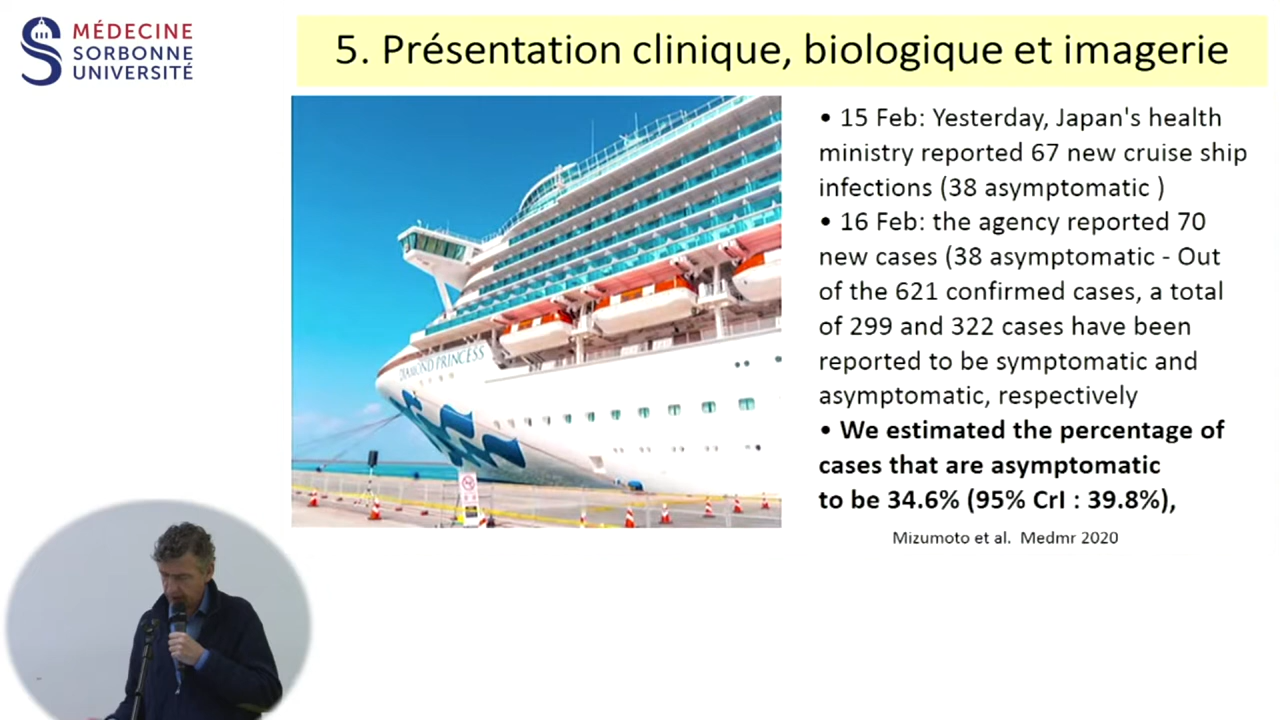 MÉDECINE
SORBONNE
UNIVERSITÉ
5. Présentation clinique, biologique et imagerie
• 15 Feb: Yesterday, Japan's health
ministry reported 67 new cruise ship
infections (38 asymptomatic )
• 16 Feb: the agency reported 70
new cases (38 asymptomatic - Out
of the 621 confirmed cases, a total
of 299 and 322 cases have been
reported to be symptomatic and
asymptomatic, respectively
• We estimated the percentage of
cases that are asymptomatic
to be 34.6% (95% CrI : 39.8%),
Mizumoto et al. Medmr 2020
DIAMOND PRINCESS